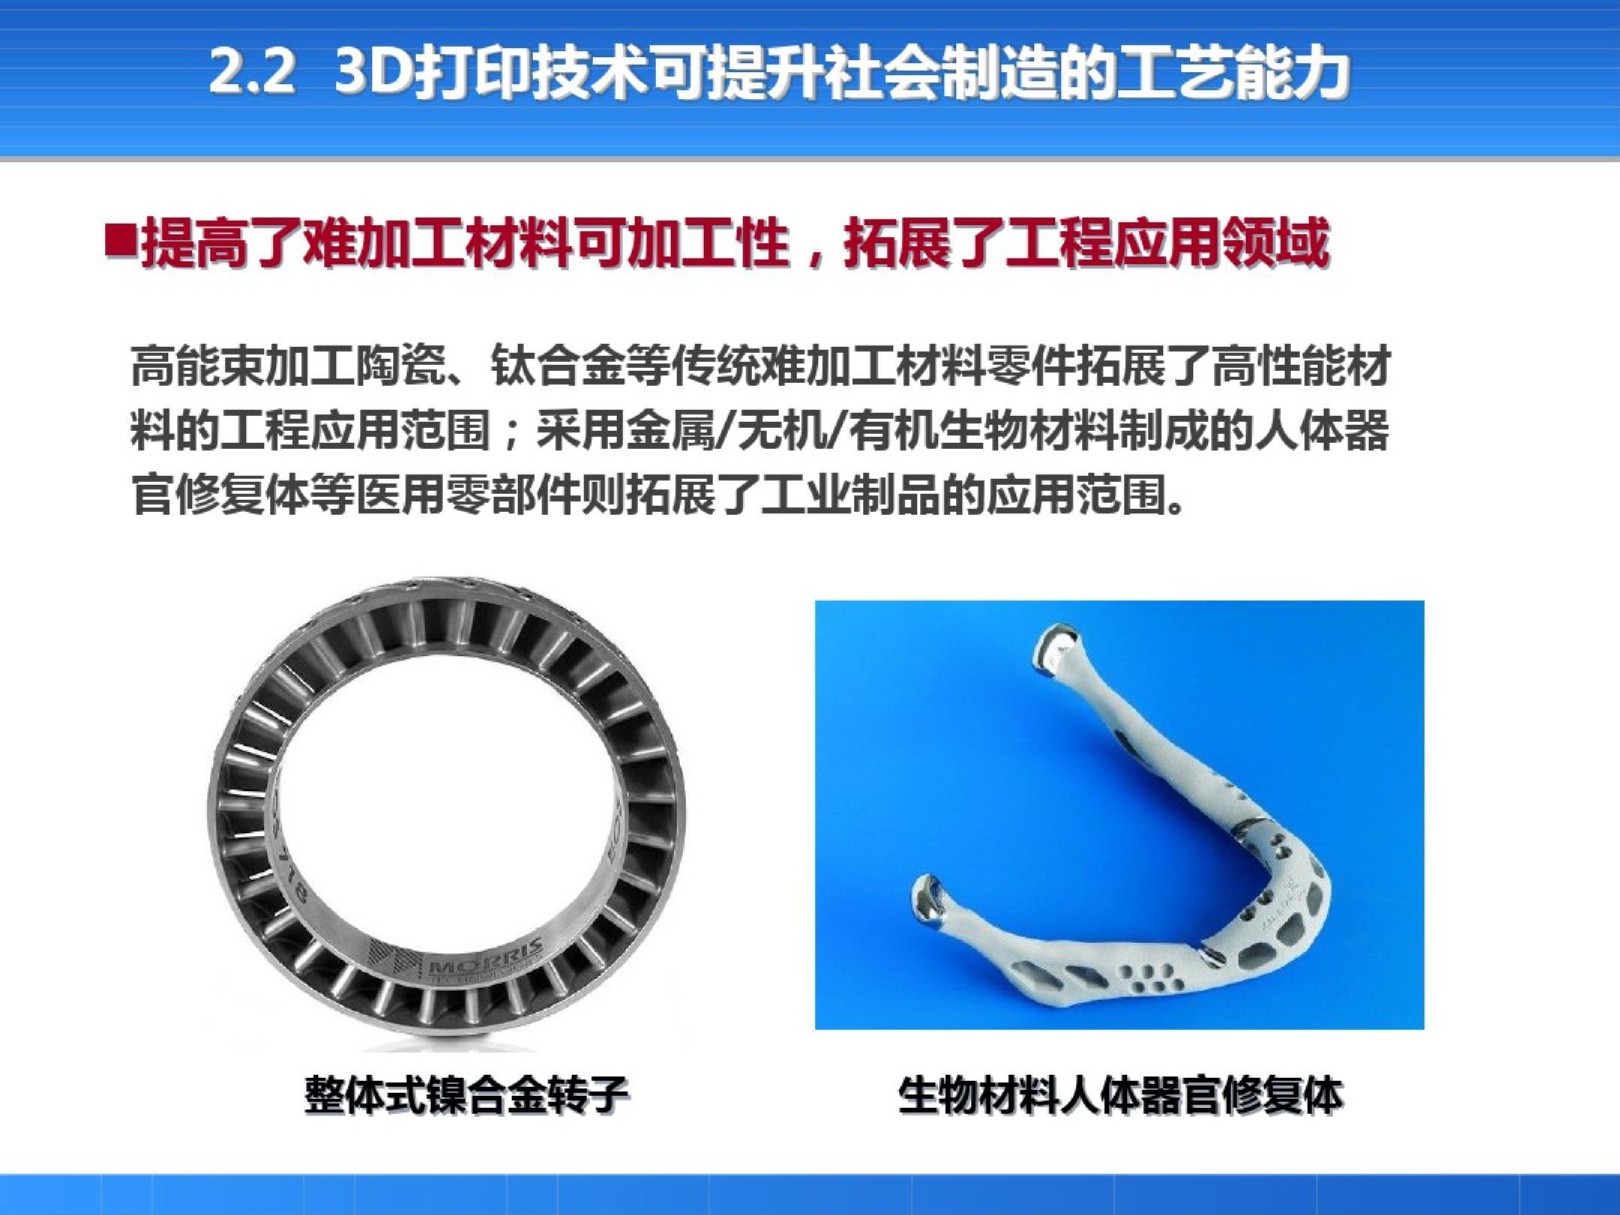 2.2 3D打印技术可提升社会制造的工艺能力
■提高了难加工材料可加工性，拓展了工程应用领域
高能束加工陶瓷、钛合金等传统难加工材料零件拓展了高性能材
料的工程应用范围；采用金属/无机/有机生物材料制成的人体器
官修复体等医用零部件则拓展了工业制品的应用范围。
MORRIS
整体式镍合金转子
生物材料人体器官修复体